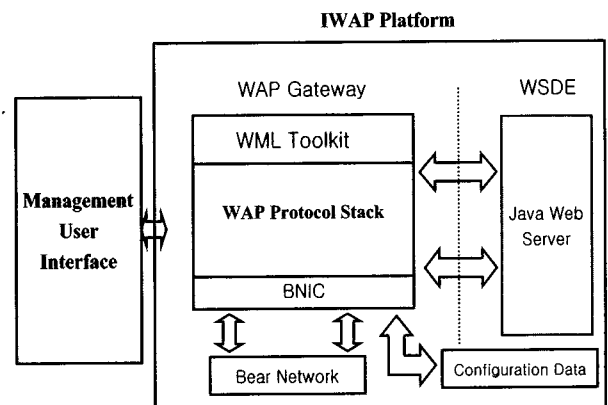 IWAP Platform
WAP Gateway
WSDE
WML Toolkit
WAP Protocol Stack
BNIC
Management
User
Interface
Java Web
Server
Bear Network
Configuration Data